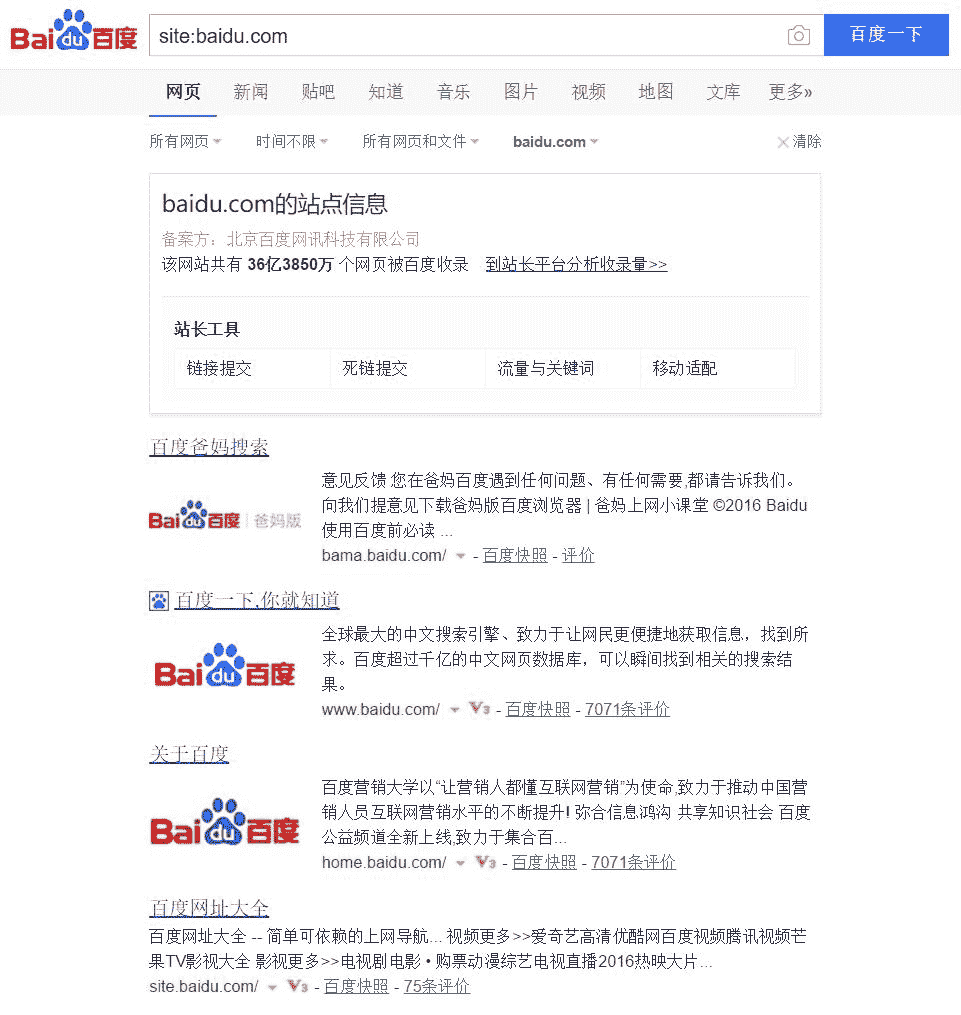 Bai du 百度 site:baidu.com 百度一下
网页 新闻 贴吧 知道 音乐 图片 视频 地图 文库 更多»
所有网页 时间不限 所有网页和文件 baidu.com 清除
baidu.com的站点信息
备案方：北京百度网讯科技有限公司
该网站共有 36亿3850万 个网页被百度收录 到站长平台分析收录量>>
站长工具
链接提交 死链提交 流量与关键词 移动适配
百度爸妈搜索
意见反馈 您在爸妈百度遇到任何问题、有任何需要,都请告诉我们。
向我们提意见下载爸妈版百度浏览器 | 爸妈上网小课堂 ©2016 Baidu
Bai du 百度 | 爸妈版
使用百度前必读 ...
bama.baidu.com/ - 百度快照 - 评价
百度一下,你就知道
全球最大的中文搜索引擎、致力于让网民更便捷地获取信息，找到所
求。百度超过千亿的中文网页数据库，可以瞬间找到相关的搜索结
Bai du 百度
果。
www.baidu.com/ V3 - 百度快照 - 7071条评价
关于百度
百度营销大学以“让营销人都懂互联网营销”为使命,致力于推动中国营
销人员互联网营销水平的不断提升! 弥合信息鸿沟 共享知识社会 百度
Bai du 百度
公益频道全新上线,致力于集合百...
home.baidu.com/ V3 - 百度快照 - 7071条评价
百度网址大全
百度网址大全 -- 简单可依赖的上网导航... 视频更多>>爱奇艺高清优酷网百度视频腾讯视频芒
果TV影视大全 影视更多>>电视剧电影 • 购票动漫综艺电视直播2016热映大片...
site.baidu.com/ V3 - 百度快照 - 75条评价